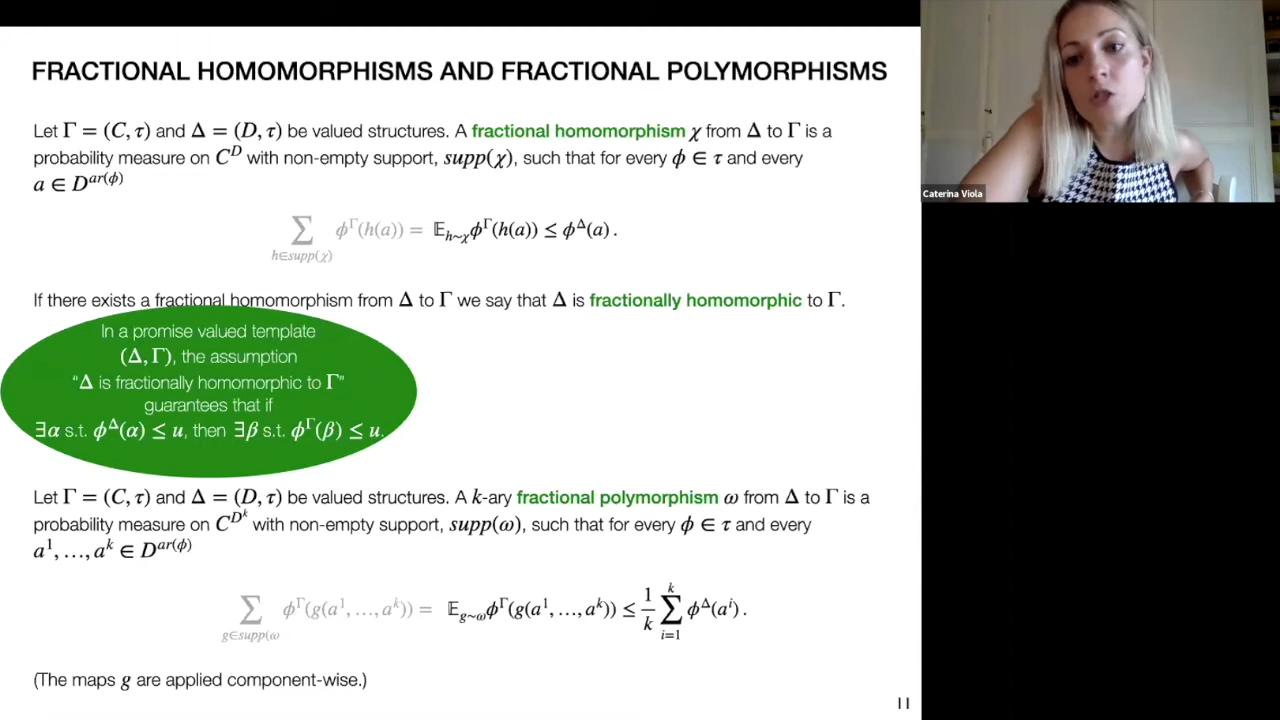 FRACTIONAL HOMOMORPHISMS AND FRACTIONAL POLYMORPHISMS
Let Γ = (C, τ) and Δ = (D, τ) be valued structures. A fractional homomorphism χ from Δ to Γ is a
probability measure on C^D with non-empty support, supp(χ), such that for every ϕ ∈ τ and every
a ∈ D^{ar(ϕ)}
∑_{h∈supp(χ)} ϕ^Γ(h(a)) = 𝔼_{h∼χ}ϕ^Γ(h(a)) ≤ ϕ^Δ(a) .
If there exists a fractional homomorphism from Δ to Γ we say that Δ is fractionally homomorphic to Γ.
In a promise valued template
(Δ, Γ), the assumption
“Δ is fractionally homomorphic to Γ”
guarantees that if
∃α s.t. ϕ^Δ(α) ≤ u, then ∃β s.t. ϕ^Γ(β) ≤ u.
Let Γ = (C, τ) and Δ = (D, τ) be valued structures. A k-ary fractional polymorphism ω from Δ to Γ is a
probability measure on C^{D^k} with non-empty support, supp(ω), such that for every ϕ ∈ τ and every
a^1, …, a^k ∈ D^{ar(ϕ)}
∑_{g∈supp(ω} ϕ^Γ(g(a^1, …, a^k)) = 𝔼_{g∼ω}ϕ^Γ(g(a^1, …, a^k)) ≤ \frac{1}{k} ∑_{i=1}^{k} ϕ^Δ(a^i) .
(The maps g are applied component-wise.)
11
Caterina Viola